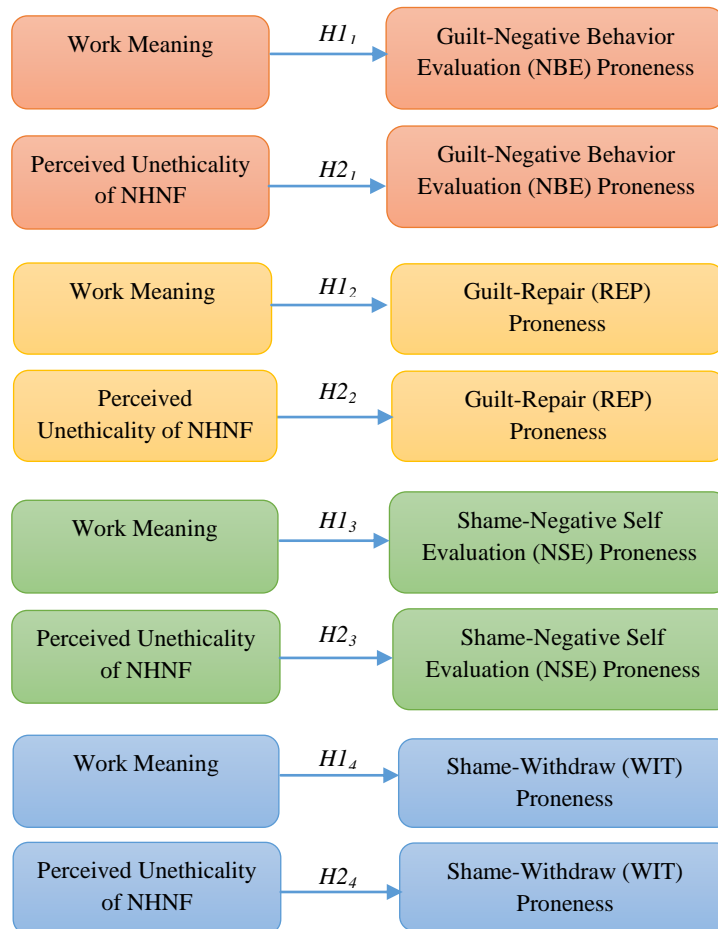 Work Meaning
H1₁
Guilt-Negative Behavior
Evaluation (NBE) Proneness
Perceived Unethicality
of NHNF
H2₁
Guilt-Negative Behavior
Evaluation (NBE) Proneness
Work Meaning
H1₂
Guilt-Repair (REP)
Proneness
Perceived
Unethicality of NHNF
H2₂
Guilt-Repair (REP)
Proneness
Work Meaning
H1₃
Shame-Negative Self
Evaluation (NSE) Proneness
Perceived Unethicality
of NHNF
H2₃
Shame-Negative Self
Evaluation (NSE) Proneness
Work Meaning
H1₄
Shame-Withdraw (WIT)
Proneness
Perceived Unethicality
of NHNF
H2₄
Shame-Withdraw (WIT)
Proneness